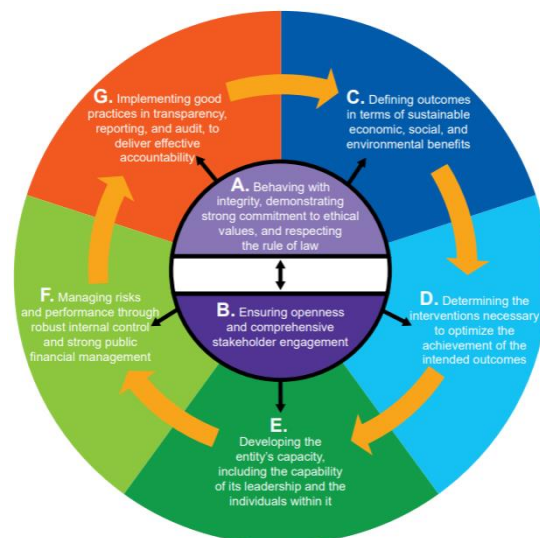 G. Implementing good
practices in transparency,
reporting, and audit, to
deliver effective
accountability
C. Defining outcomes
in terms of sustainable
economic, social, and
environmental benefits
A. Behaving with
integrity, demonstrating
strong commitment to ethical
values, and respecting
the rule of law
B. Ensuring openness
and comprehensive
stakeholder engagement
F. Managing risks
and performance through
robust internal control
and strong public
financial management
D. Determining the
interventions necessary
to optimize the
achievement of the
intended outcomes
E.
Developing the
entity's capacity,
including the capability
of its leadership and the
individuals within it